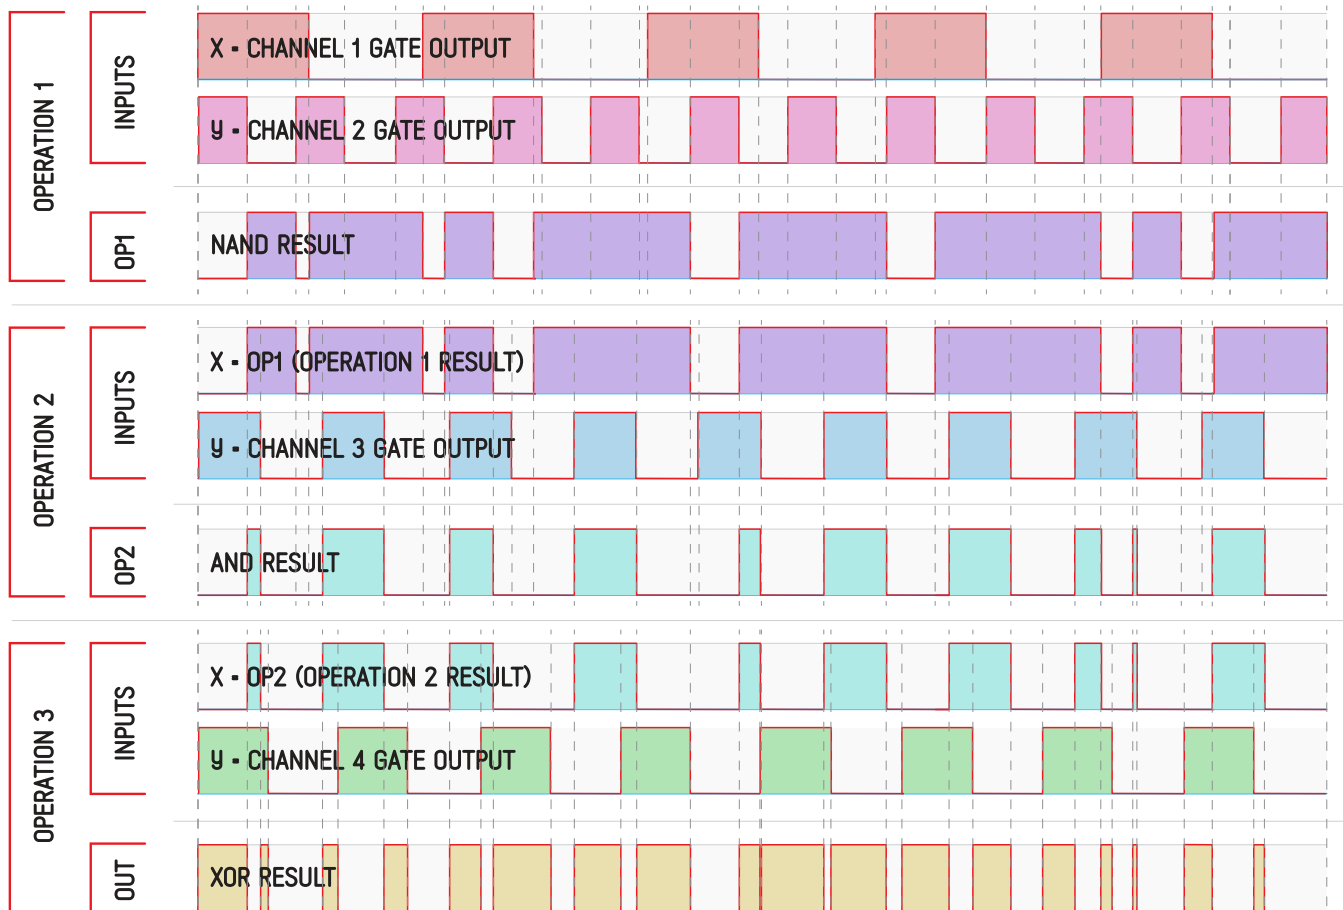 OPERATION 1
INPUTS
X - CHANNEL 1 GATE OUTPUT
Y - CHANNEL 2 GATE OUTPUT
OP1
NAND RESULT
OPERATION 2
INPUTS
X - OP1 (OPERATION 1 RESULT)
Y - CHANNEL 3 GATE OUTPUT
OP2
AND RESULT
OPERATION 3
INPUTS
X - OP2 (OPERATION 2 RESULT)
Y - CHANNEL 4 GATE OUTPUT
OUT
XOR RESULT